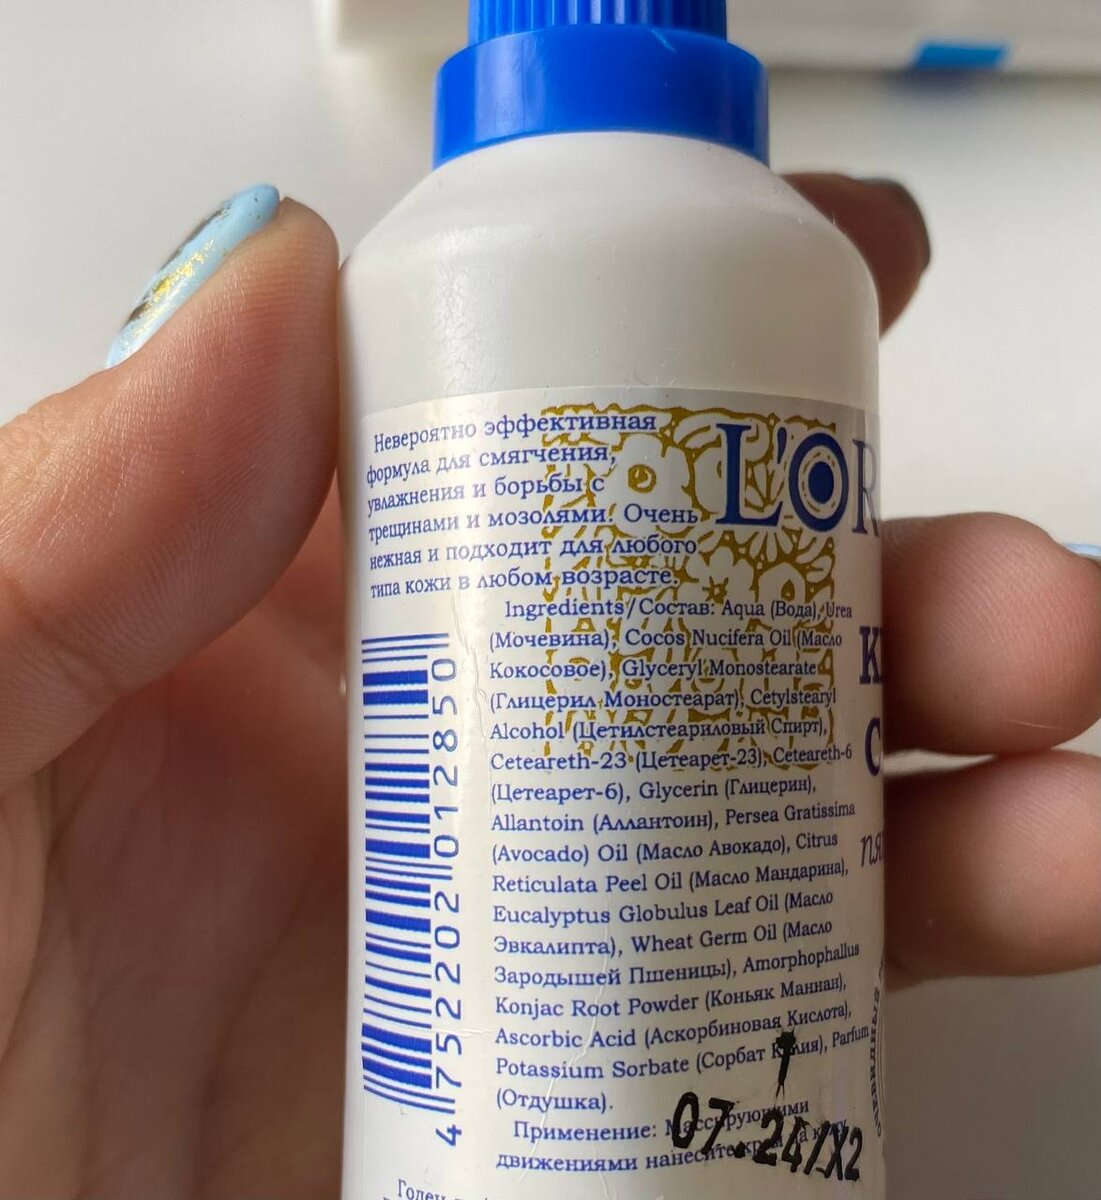 Невероятно эффективная
формула для смягчения,
увлажнения и борьбы с
трещинами и мозолями! Очень
нежная и подходит для любого
типа кожи в любом возрасте.
Ingredients/Состав: Aqua (Вода), Urea
(Мочевина), Cocos Nucifera Oil (Масло
Кокосовое), Glyceryl Monostearate
(Глицерил Моностеарат), Cetylstearyl
Alcohol (Цетилстеариловый Спирт),
Ceteareth-23 (Цетеарет-23), Ceteareth-6
(Цетеарет-6), Glycerin (Глицерин),
Allantoin (Аллантоин), Persea Gratissima
(Avocado) Oil (Масло Авокадо), Citrus
Reticulata Peel Oil (Масло Мандарина),
Eucalyptus Globulus Leaf Oil (Масло
Эвкалипта), Wheat Germ Oil (Масло
Зародышей Пшеницы), Amorphophallus
Konjac Root Powder (Коньяк Маннан),
Ascorbic Acid (Аскорбиновая Кислота),
Potassium Sorbate (Сорбат Калия), Parfum
(Отдушка).
Применение: Массирующими
движениями нанесите
07.24/X2
4 752202 012850
L'OR